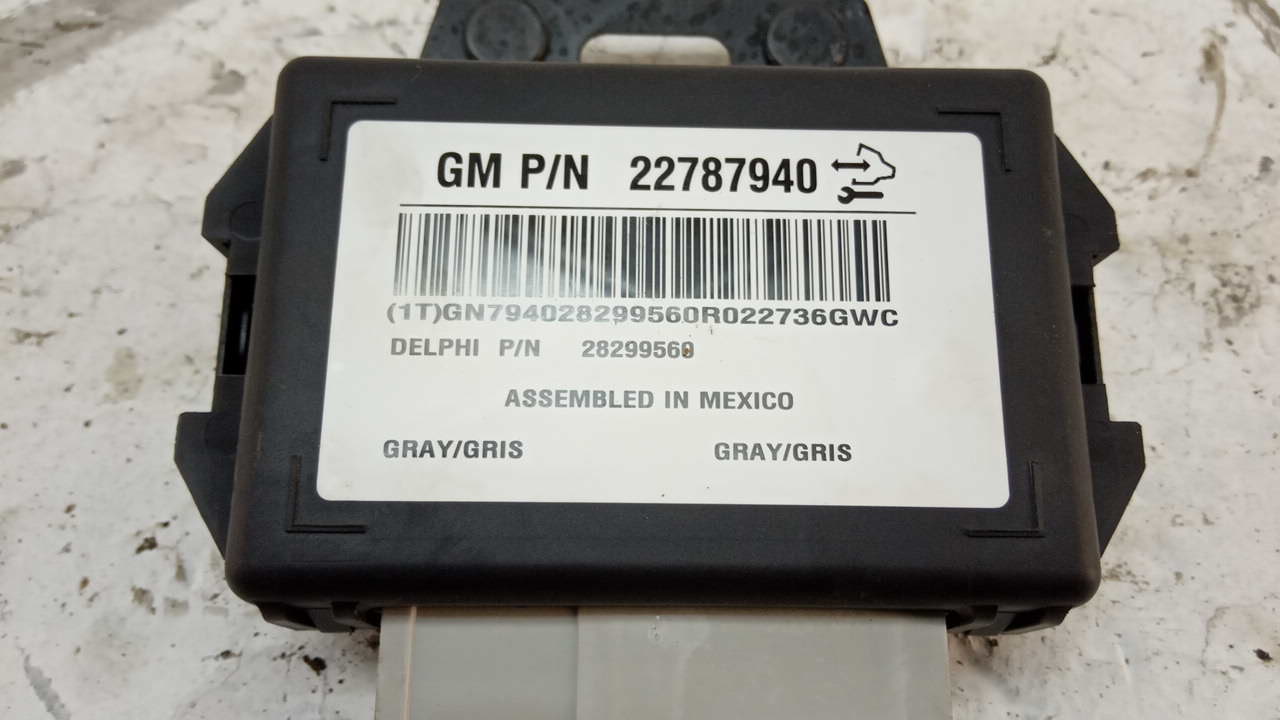 GM P/N 22787940
(1T)GN794028299560R022736GWC
DELPHI P/N 28299560
ASSEMBLED IN MEXICO
GRAY/GRIS GRAY/GRIS